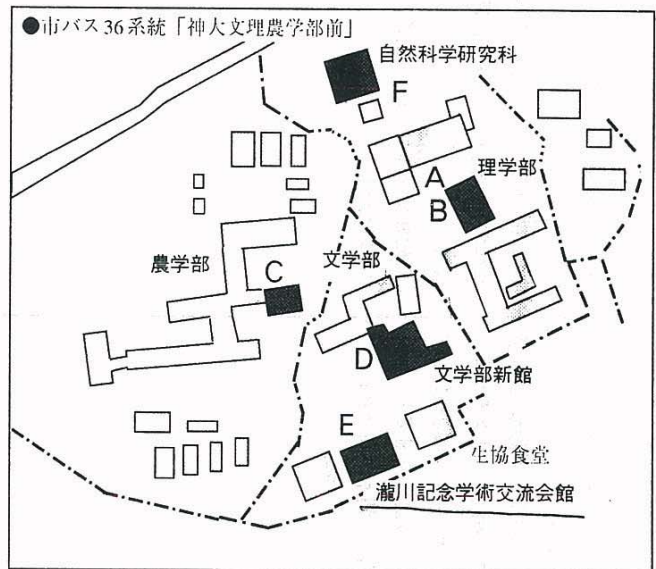 ●市バス36系統「神大文理農学部前」
自然科学研究科
F
A
理学部
B
農学部
C
文学部
D
文学部新館
E
生協食堂
瀧川記念学術交流会館